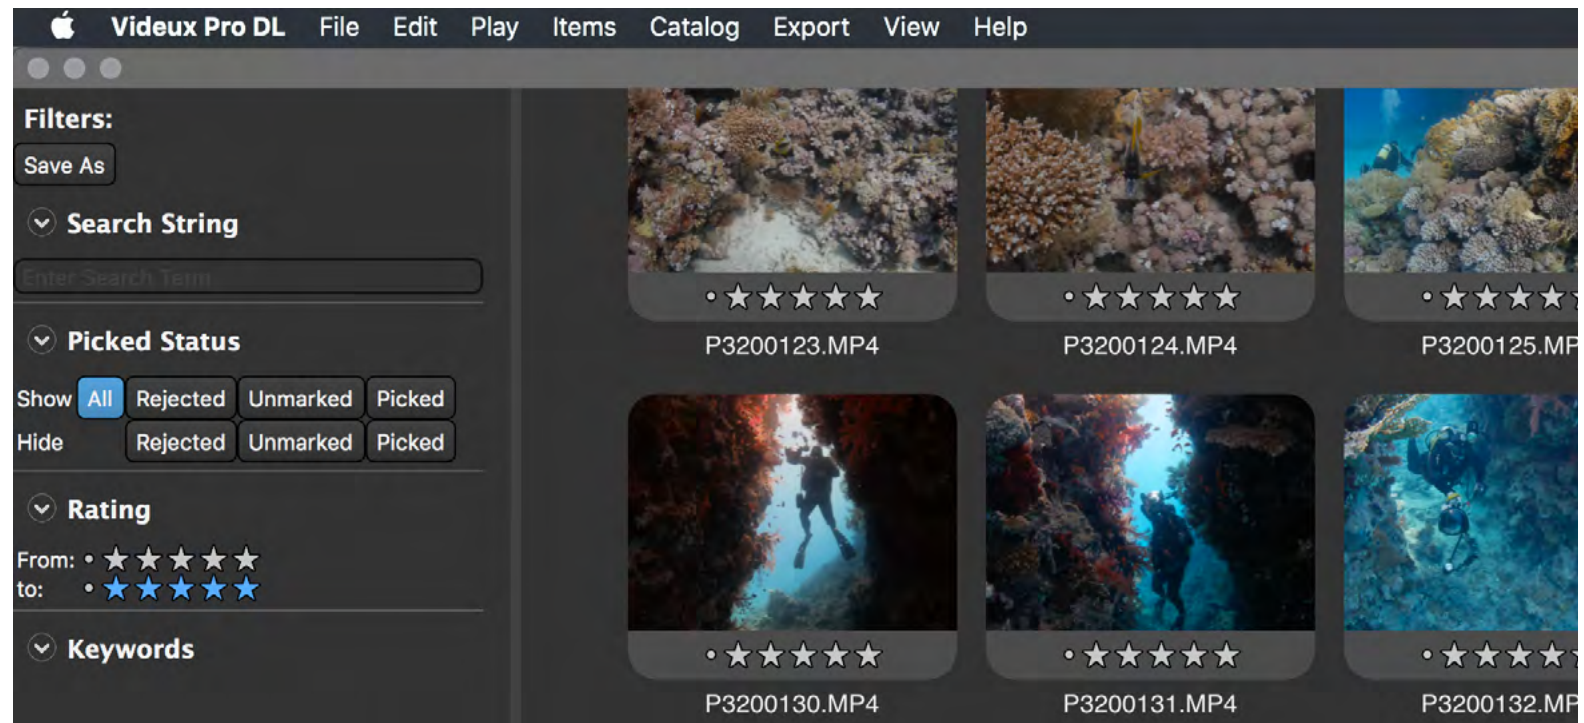 Videux Pro DL File Edit Play Items Catalog Export View Help
Filters:
Save As
Search String
Enter Search Term
Picked Status
Show All Rejected Unmarked Picked
Hide Rejected Unmarked Picked
Rating
From:
to:
Keywords
P3200123.MP4 P3200124.MP4 P3200125.MP
P3200130.MP4 P3200131.MP4 P3200132.MP